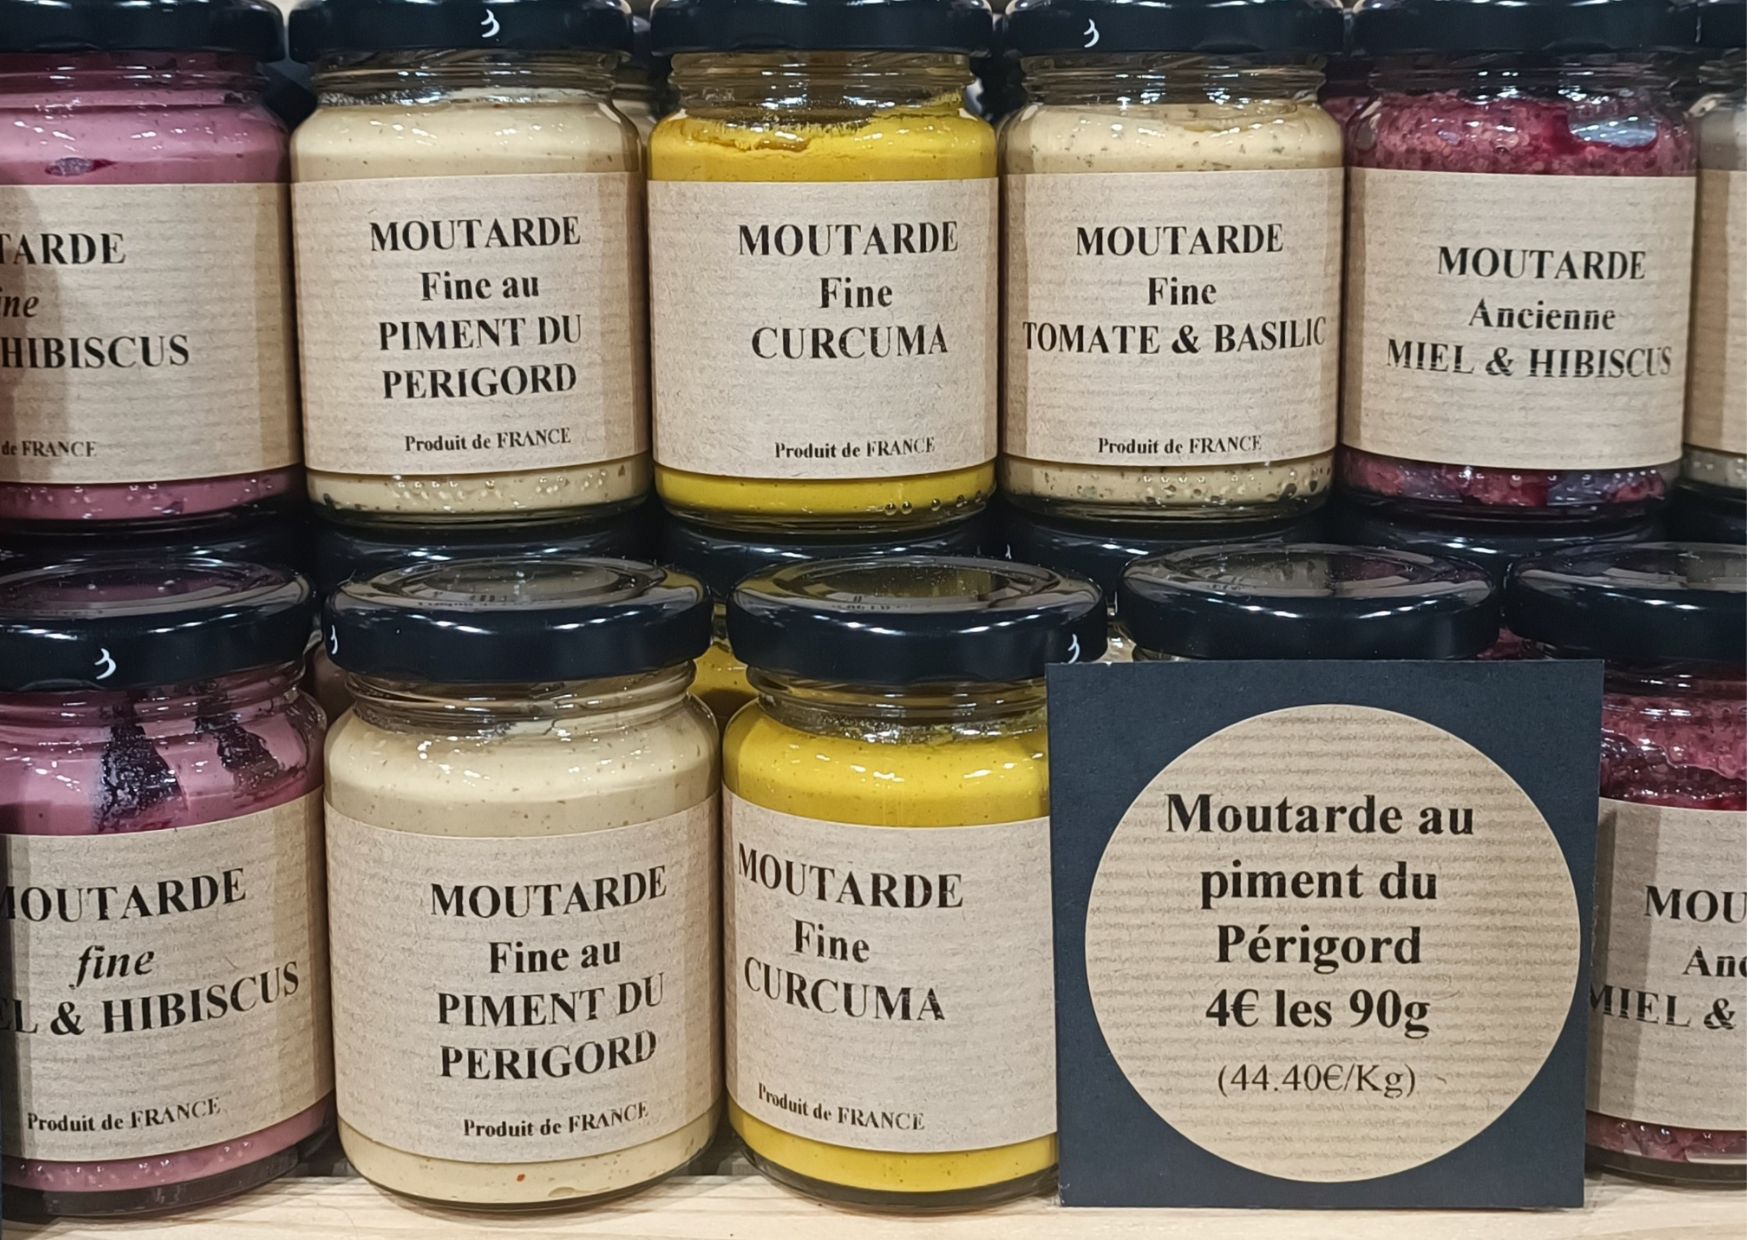 TARDE
ne
HIBISCUS
de FRANCE
MOUTARDE
Fine au
PIMENT DU
PERIGORD
Produit de FRANCE
MOUTARDE
Fine
CURCUMA
Produit de FRANCE
MOUTARDE
Fine
TOMATE & BASILIC
Produit de FRANCE
MOUTARDE
Ancienne
MIEL & HIBISCUS
MOUTARDE
fine
EL & HIBISCUS
Produit de FRANCE
MOUTARDE
Fine au
PIMENT DU
PERIGORD
Produit de FRANCE
MOUTARDE
Fine
CURCUMA
Produit de FRANCE
Moutarde au
piment du
Périgord
4€ les 90g
(44.40€/Kg)
MOU
Anc
MIEL &